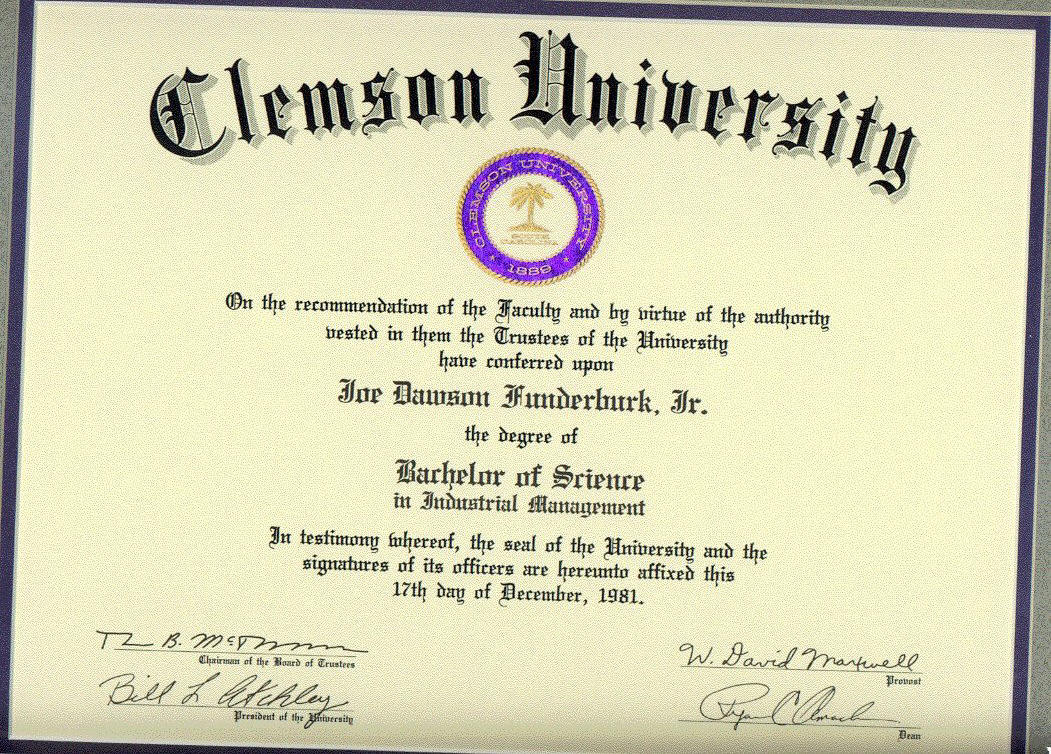 Clemson University
CLEMSON UNIVERSITY
SOUTH
CAROLINA
1889
On the recommendation of the Faculty and by virtue of the authority
vested in them the Trustees of the University
have conferred upon
Joe Dawson Funderburk, Jr.
the degree of
Bachelor of Science
in Industrial Management
In testimony whereof, the seal of the University and the
signatures of its officers are hereunto affixed this
17th day of December, 1981.
Chairman of the Board of Trustees
Bill L Atchley
President of the University
W. David Maxwell
Provost
Dean